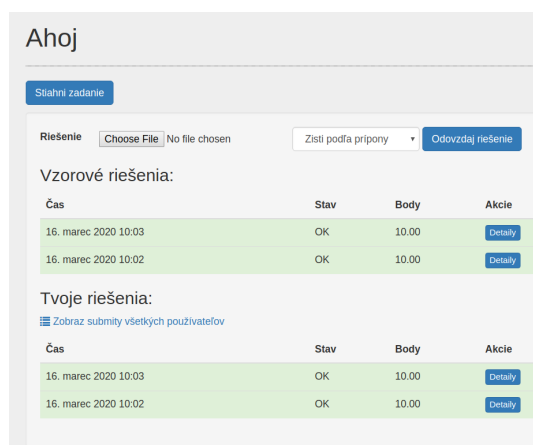 Ahoj
Stiahni zadanie
Riešenie Choose File No file chosen Zisti podľa prípony Odovzdaj riešenie
Vzorové riešenia:
Čas Stav Body Akcie
16. marec 2020 10:03 OK 10.00 Detaily
16. marec 2020 10:02 OK 10.00 Detaily
Tvoje riešenia:
Zobraz submity všetkých používateľov
Čas Stav Body Akcie
16. marec 2020 10:03 OK 10.00 Detaily
16. marec 2020 10:02 OK 10.00 Detaily